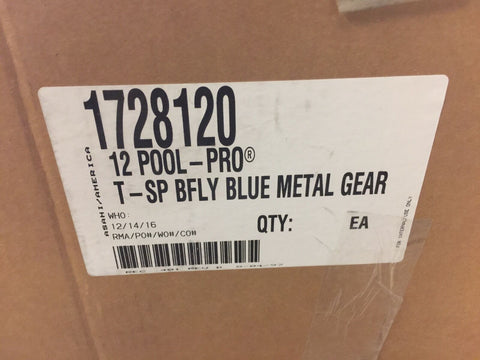 1728120
12 POOL-PRO®
T-SP BFLY BLUE METAL GEAR
ASAHI/AMERICA
WHO:
12/14/16
QTY: EA
RMA/PO#/WO#/CO#